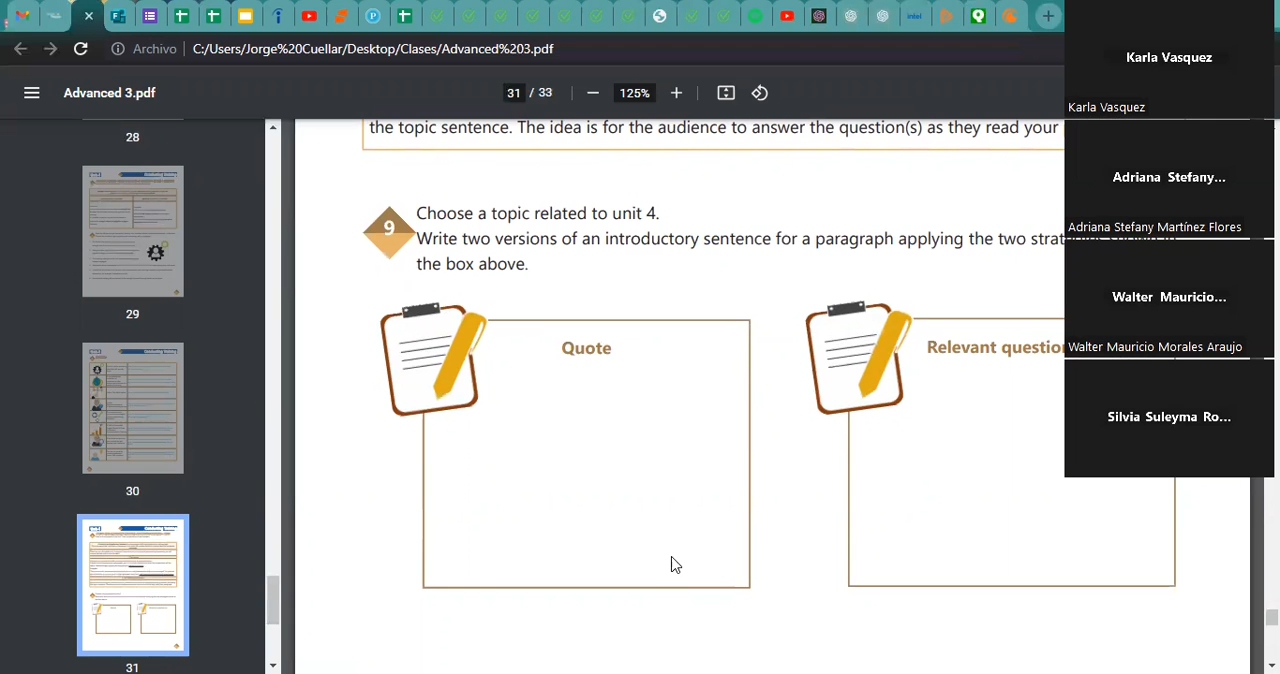 Archivo
C:/Users/Jorge%20Cuellar/Desktop/Clases/Advanced%203.pdf
Advanced 3.pdf
31 / 33
125%
28
29
30
31
the topic sentence. The idea is for the audience to answer the question(s) as they read your
9
Choose a topic related to unit 4.
Write two versions of an introductory sentence for a paragraph applying the two
the box above.
Quote
Relevant question
Karla Vasquez
Karla Vasquez
Adriana Stefany...
Adriana Stefany Martínez Flores
Walter Mauricio...
Walter Mauricio Morales Araujo
Silvia Suleyma Ro...